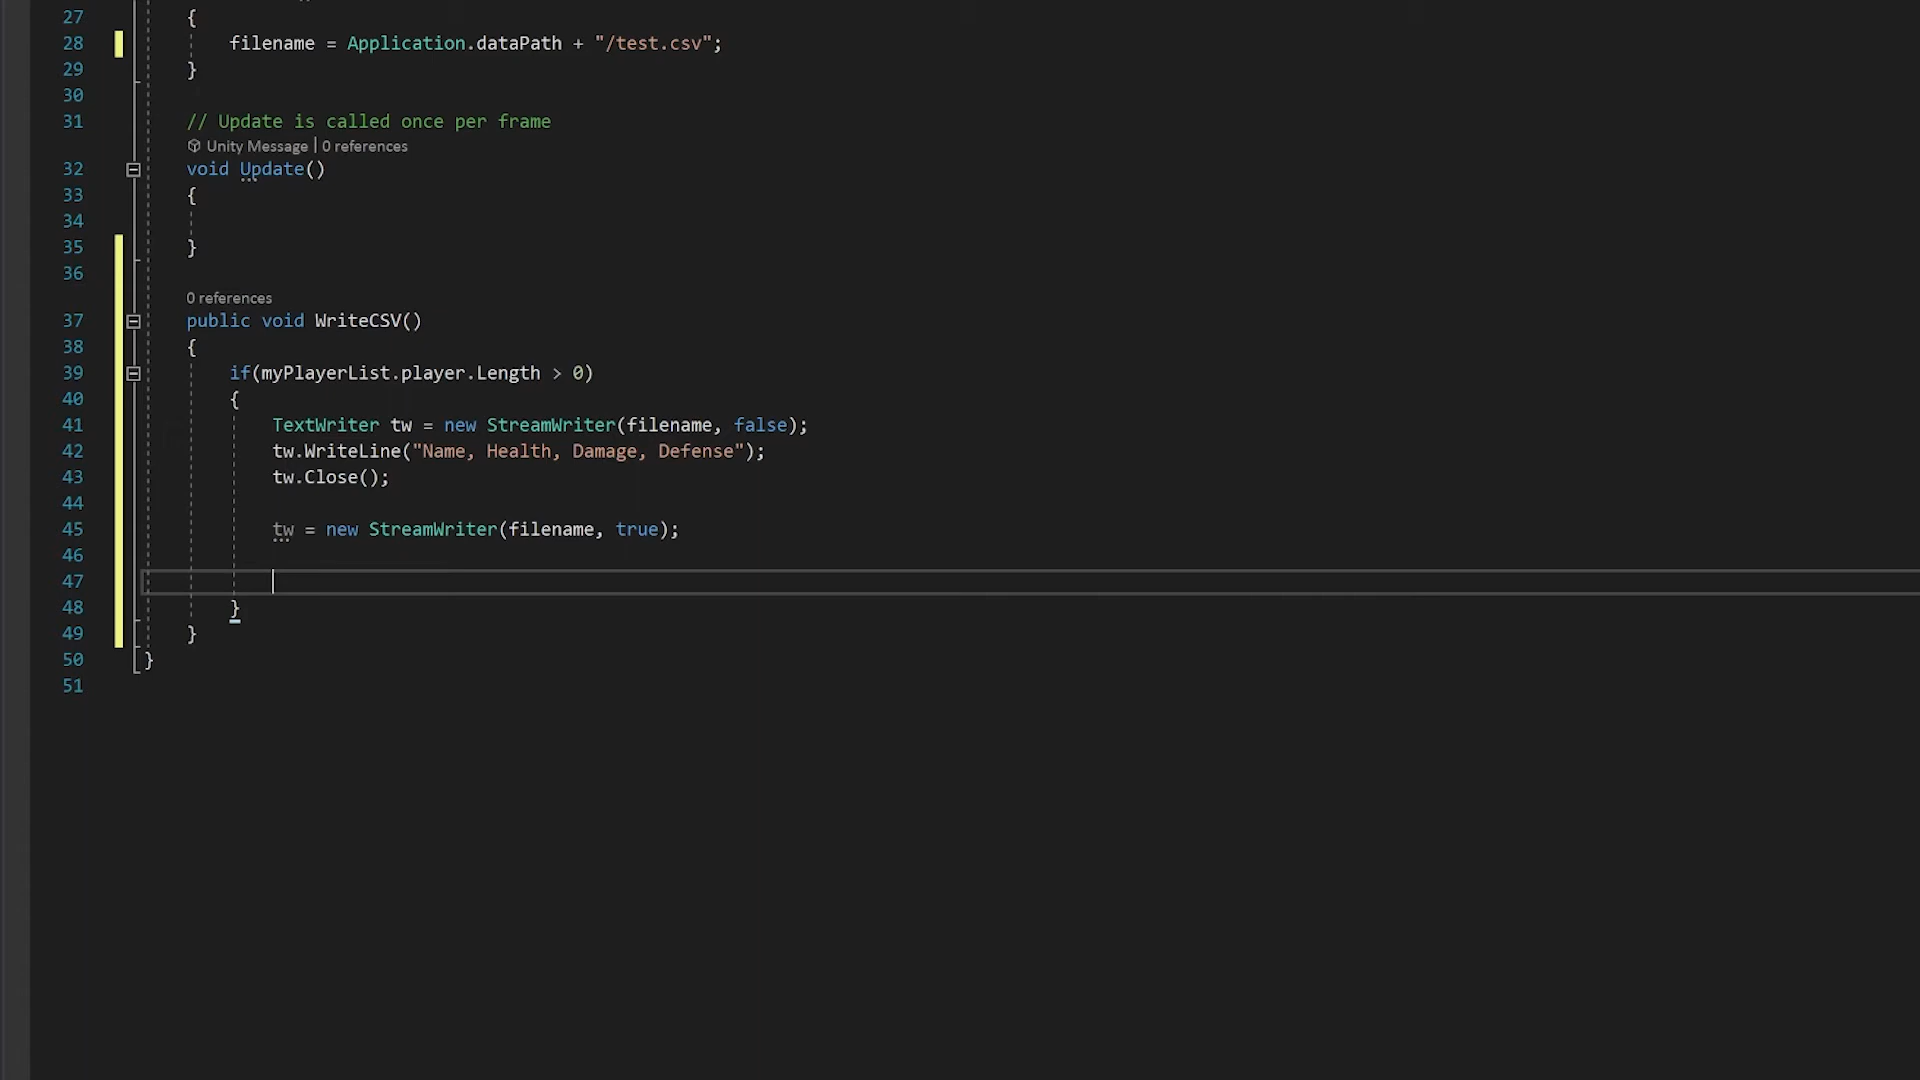 27 {
28 filename = Application.dataPath + "/test.csv";
29 }
30
31 // Update is called once per frame
Unity Message | 0 references
32 void Update()
33 {
34
35 }
36
0 references
37 public void WriteCSV()
38 {
39 if(myPlayerList.player.Length > 0)
40 {
41 TextWriter tw = new StreamWriter(filename, false);
42 tw.WriteLine("Name, Health, Damage, Defense");
43 tw.Close();
44
45 tw = new StreamWriter(filename, true);
46
47
48 }
49 }
50 }
51